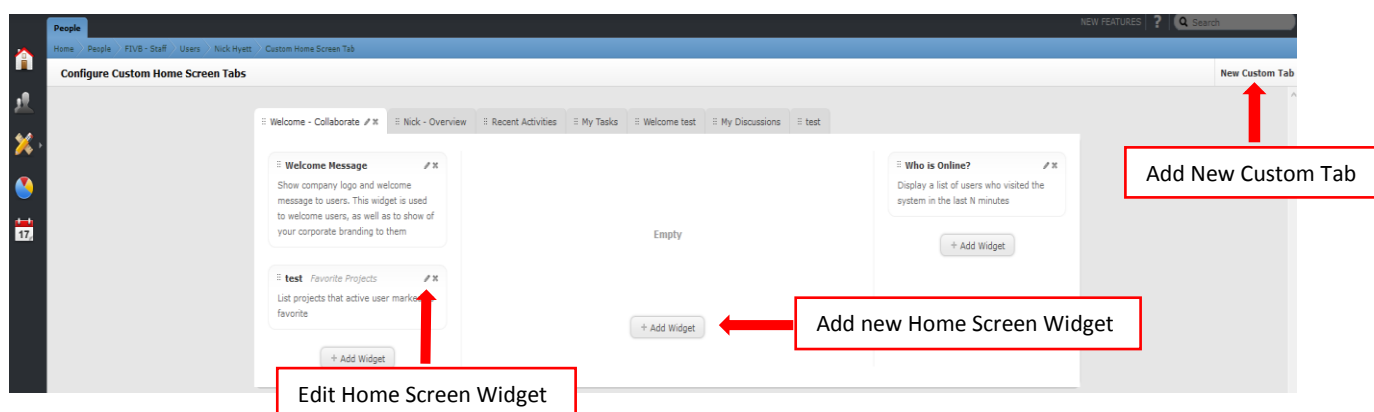 People
NEW FEATURES ? Search
Home People FIVB - Staff Users Nick Hyett Custom Home Screen Tab
Configure Custom Home Screen Tabs
New Custom Tab
Welcome - Collaborate
Nick - Overview
Recent Activities
My Tasks
Welcome test
My Discussions
test
Add New Custom Tab
Welcome Message
Show company logo and welcome
message to users. This widget is used
to welcome users, as well as to show of
your corporate branding to them
test Favorite Projects
List projects that active user marked
favorite
+ Add Widget
Empty
+ Add Widget
Who is Online?
Display a list of users who visited the
system in the last N minutes
+ Add Widget
17
Add new Home Screen Widget
Edit Home Screen Widget